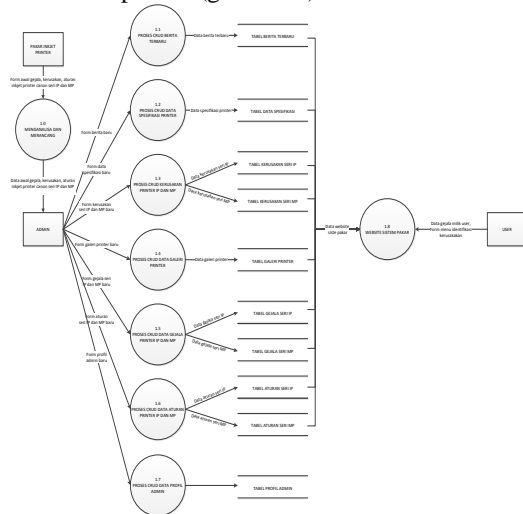 1.1
PROSES CRUD BERITA
TERBARU
Data berita terbaru
TABEL BERITA TERBARU
PAKAR INKJET
PRINTER
Form awal gejala, kerusakan, aturan
inkjet printer canon seri IP dan MP
1.0
MENGANALISA DAN
MERANCANG
Data awal gejala, kerusakan, aturan
inkjet printer canon seri IP dan MP
ADMIN
Form berita baru
1.2
PROSES CRUD DATA
SPESIFIKASI PRINTER
Data spesifikasi printer
TABEL DATA SPESIFIKASI
Form data
spesifikasi baru
1.3
PROSES CRUD KERUSAKAN
PRINTER IP DAN MP
Data kerusakan seri IP
TABEL KERUSAKAN SERI IP
Data kerusakan seri MP
TABEL KERUSAKAN SERI MP
Form kerusakan
seri IP dan MP baru
Form galeri printer baru
1.4
PROSES CRUD DATA GALERI
PRINTER
Data galeri printer
TABEL GALERI PRINTER
Form gejala seri
IP dan MP baru
1.5
PROSES CRUD DATA GEJALA
PRINTER IP DAN MP
Data gejala seri IP
TABEL GEJALA SERI IP
Data gejala seri MP
TABEL GEJALA SERI MP
Form aturan
seri IP dan MP baru
1.6
PROSES CRUD DATA ATURAN
PRINTER IP DAN MP
Data aturan seri IP
TABEL ATURAN SERI IP
Data aturan seri MP
TABEL ATURAN SERI MP
Form profil
admin baru
1.7
PROSES CRUD DATA PROFIL
ADMIN
TABEL PROFIL ADMIN
Data website
side pakar
1.8
WEBSITE SISTEM PAKAR
Data gejala milik user,
form menu identifikasi
kerusakan
USER